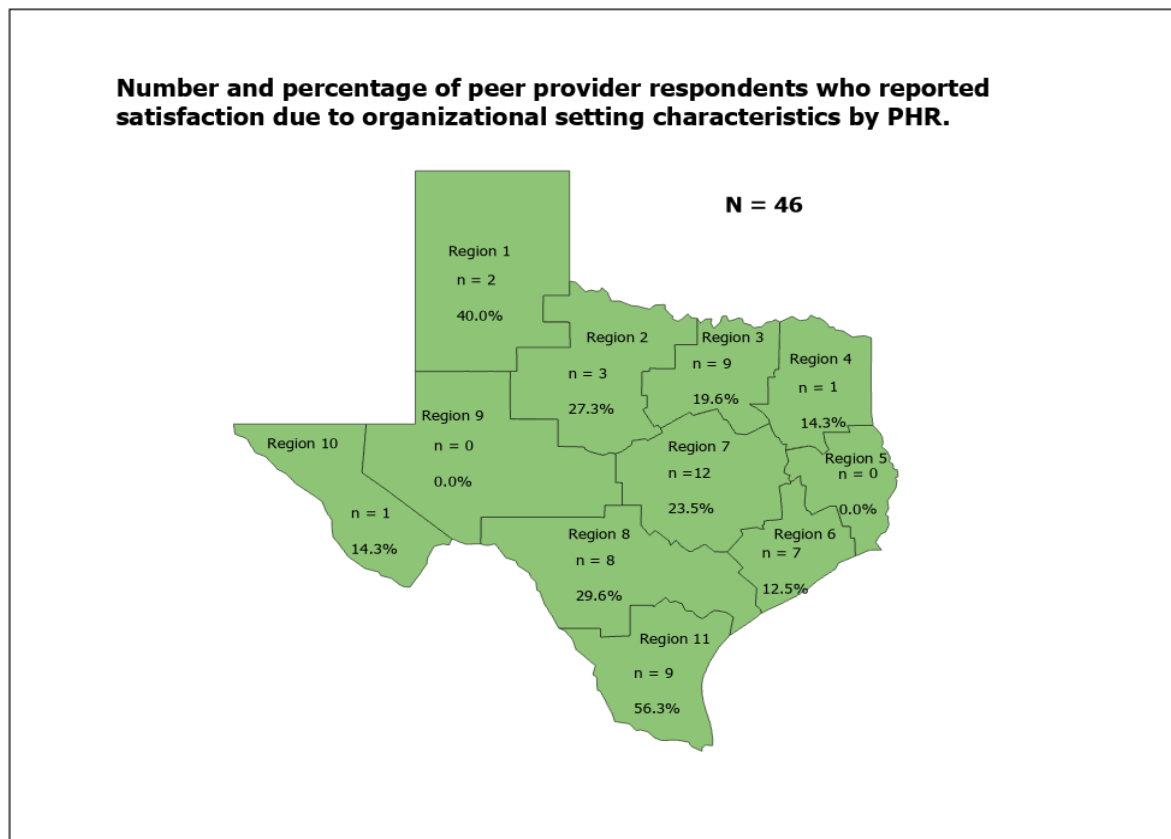 Number and percentage of peer provider respondents who reported
satisfaction due to organizational setting characteristics by PHR.
N = 46
Region 1
n = 2
40.0%
Region 2
n = 3
27.3%
Region 3
n = 9
19.6%
Region 4
n = 1
14.3%
Region 9
n = 0
0.0%
Region 10
n = 1
14.3%
Region 7
n =12
23.5%
Region 5
n = 0
0.0%
Region 8
n = 8
29.6%
Region 6
n = 7
12.5%
Region 11
n = 9
56.3%